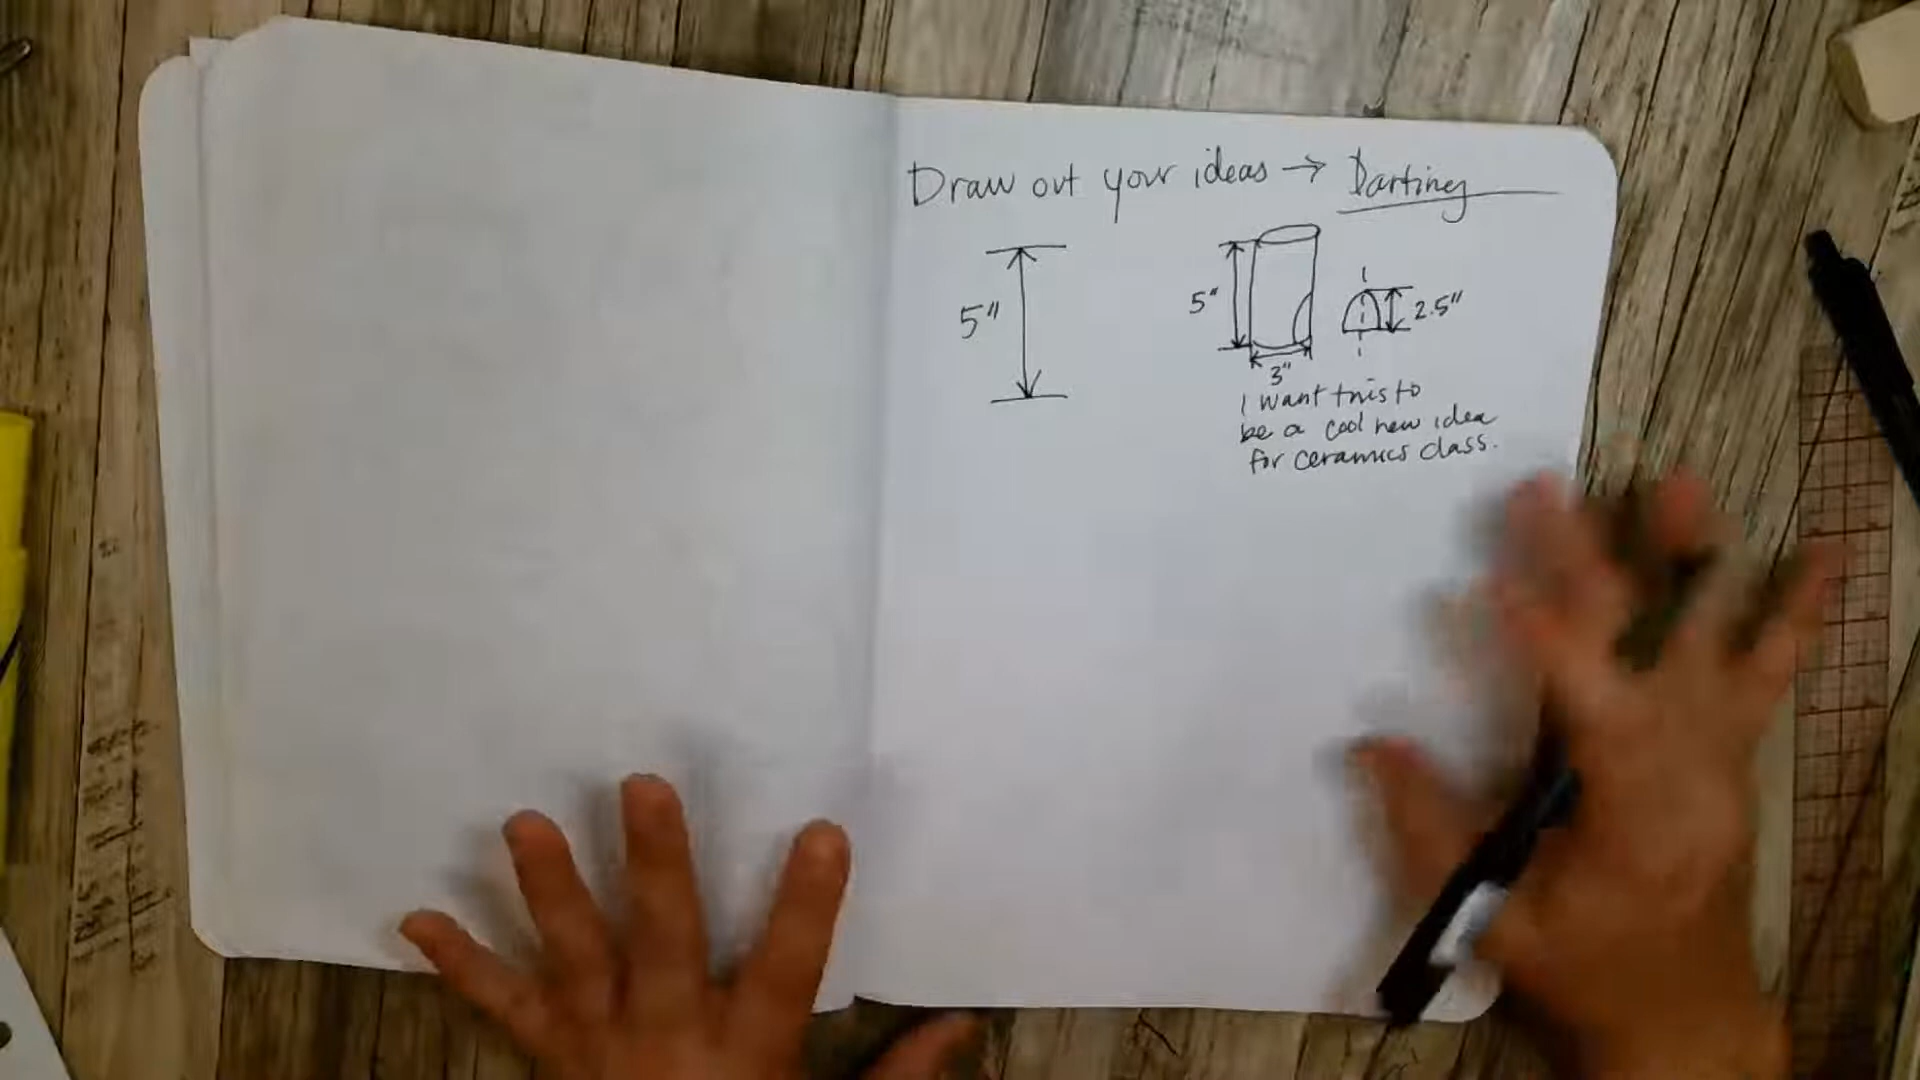 Draw out your ideas → Darting
5"
5"
2.5"
3"
I want this to
be a cool new idea
for ceramics class.